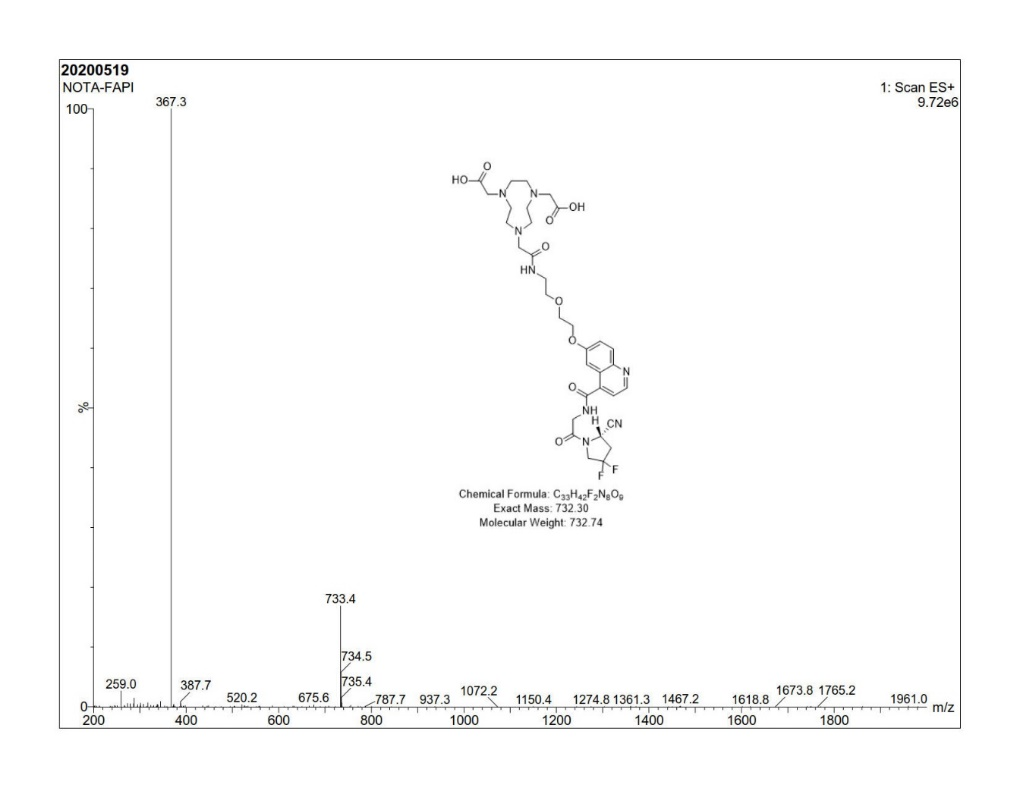 20200519
NOTA-FAPI
1: Scan ES+
9.72e6
100
367.3
O
HO
N
N
OH
O
N
O
HN
O
O
N
O
NH
H
CN
O
N
F
F
Chemical Formula: C33H42F2N8O9
Exact Mass: 732.30
Molecular Weight: 732.74
%
733.4
734.5
735.4
259.0
387.7
520.2
675.6
787.7
937.3
1072.2
1150.4
1274.8
1361.3
1467.2
1618.8
1673.8
1765.2
1961.0
0
m/z
200 400 600 800 1000 1200 1400 1600 1800